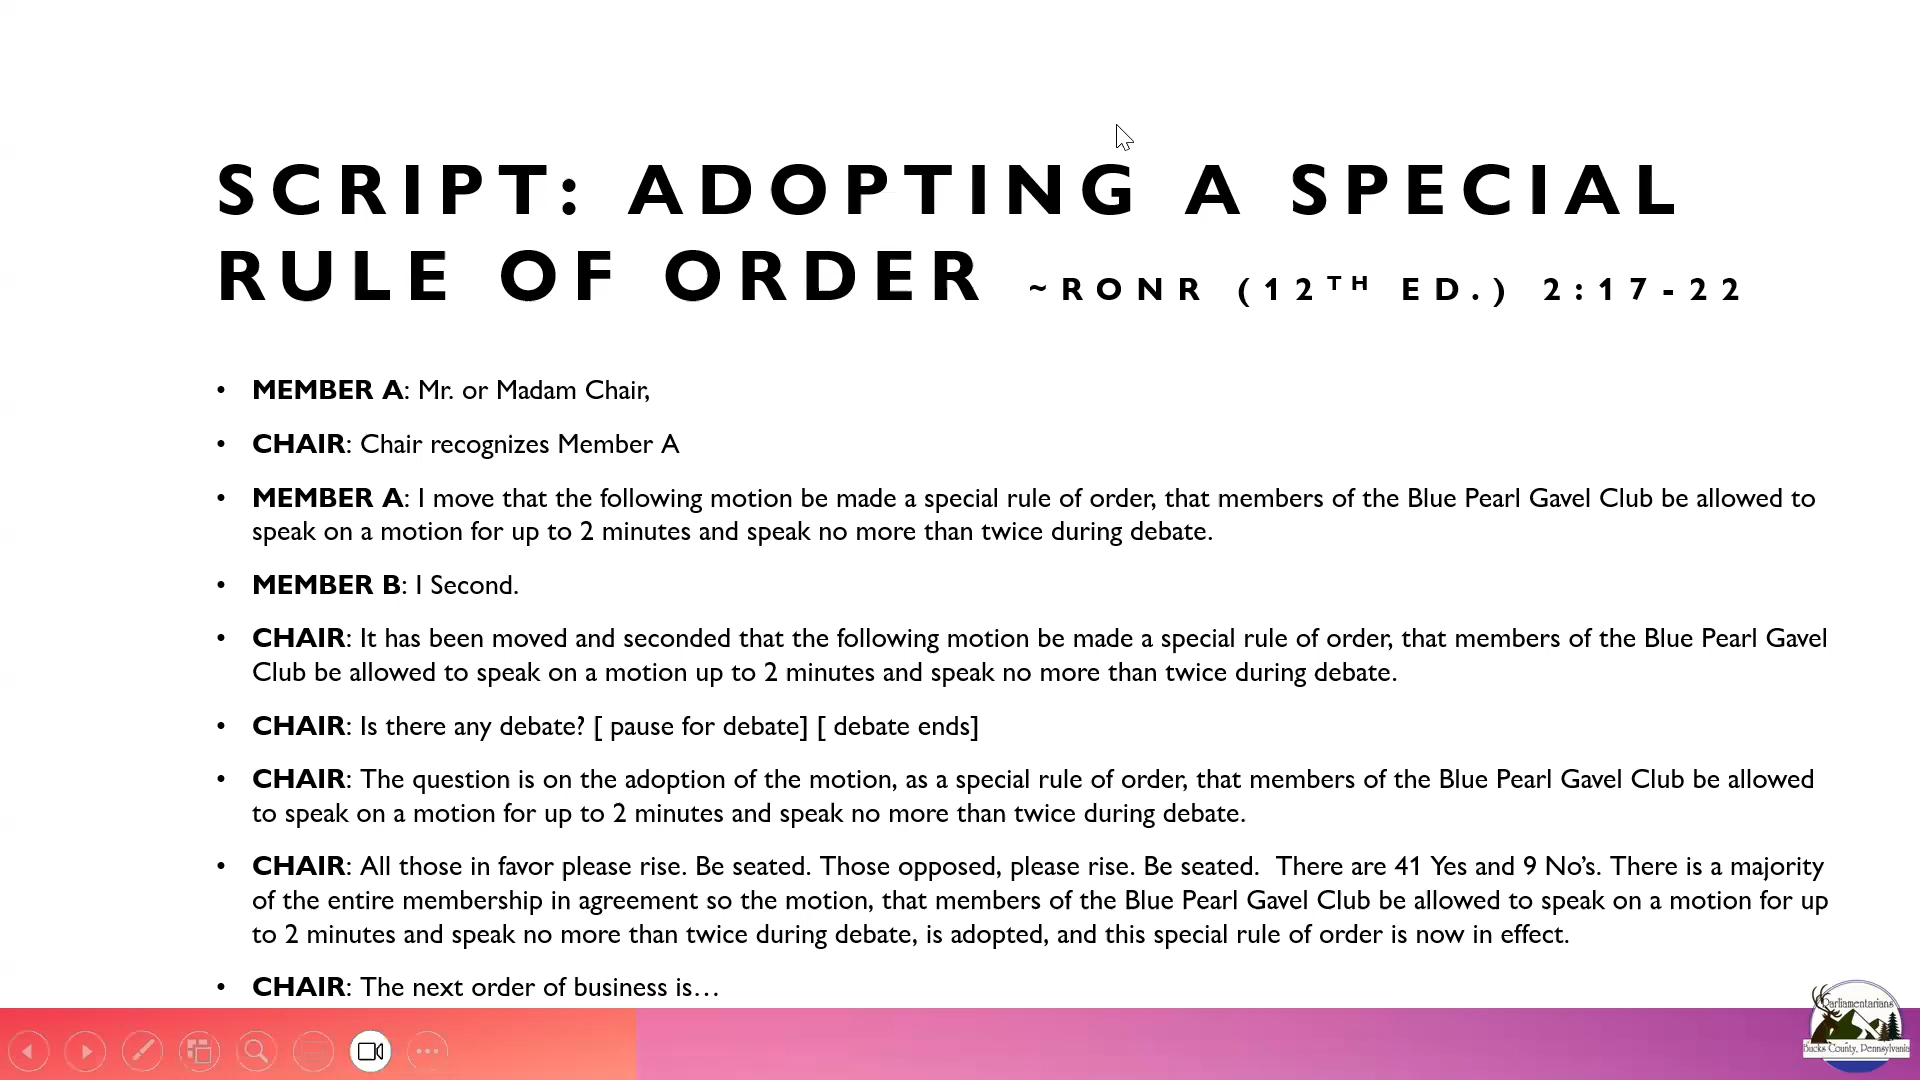 SCRIPT: ADOPTING A SPECIAL
RULE OF ORDER ~RONR (12TH ED.) 2:17-22
• MEMBER A: Mr. or Madam Chair,
• CHAIR: Chair recognizes Member A
• MEMBER A: I move that the following motion be made a special rule of order, that members of the Blue Pearl Gavel Club be allowed to
speak on a motion for up to 2 minutes and speak no more than twice during debate.
• MEMBER B: I Second.
• CHAIR: It has been moved and seconded that the following motion be made a special rule of order, that members of the Blue Pearl Gavel
Club be allowed to speak on a motion up to 2 minutes and speak no more than twice during debate.
• CHAIR: Is there any debate? [ pause for debate] [ debate ends]
• CHAIR: The question is on the adoption of the motion, as a special rule of order, that members of the Blue Pearl Gavel Club be allowed
to speak on a motion for up to 2 minutes and speak no more than twice during debate.
• CHAIR: All those in favor please rise. Be seated. Those opposed, please rise. Be seated.  There are 41 Yes and 9 No’s. There is a majority
of the entire membership in agreement so the motion, that members of the Blue Pearl Gavel Club be allowed to speak on a motion for up
to 2 minutes and speak no more than twice during debate, is adopted, and this special rule of order is now in effect.
• CHAIR: The next order of business is…
Parliamentarians
Bucks County, Pennsylvania